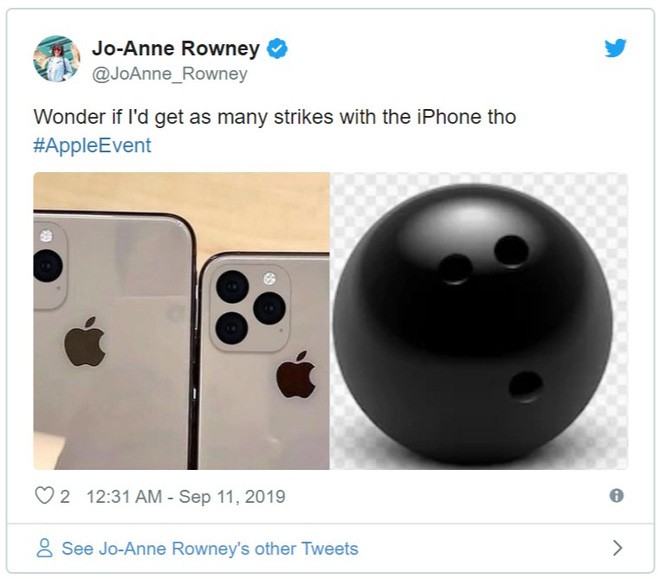 Jo-Anne Rowney
@JoAnne_Rowney
Wonder if I'd get as many strikes with the iPhone tho
#AppleEvent
2 12:31 AM - Sep 11, 2019
See Jo-Anne Rowney's other Tweets